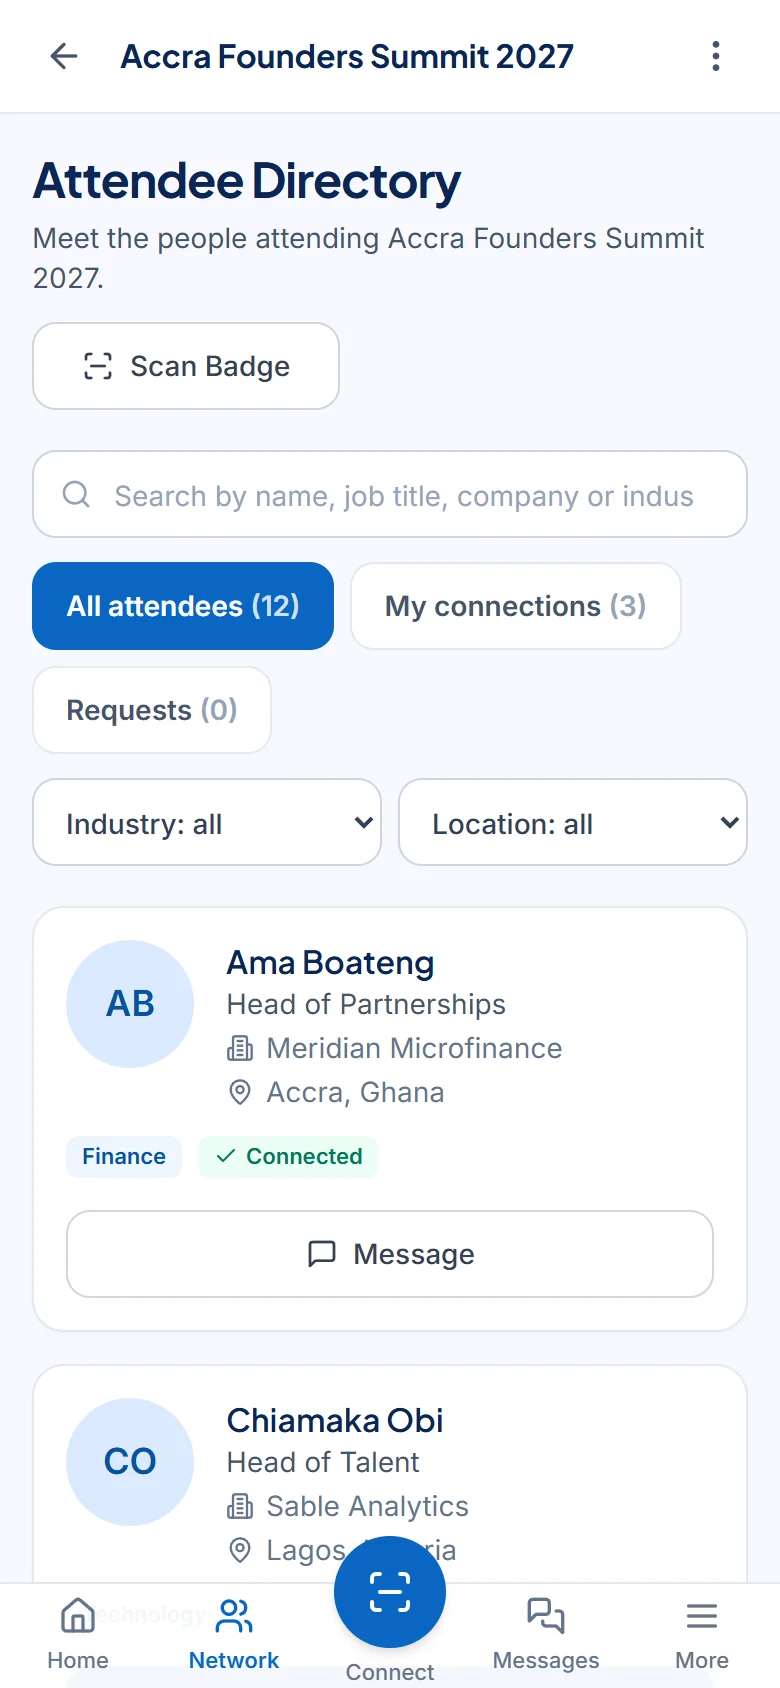 Accra Founders Summit 2027
Attendee Directory
Meet the people attending Accra Founders Summit
2027.
Scan Badge
Search by name, job title, company or indus
All attendees (12)
My connections (3)
Requests (0)
Industry: all
Location: all
AB
Ama Boateng
Head of Partnerships
Meridian Microfinance
Accra, Ghana
Finance
Connected
Message
CO
Chiamaka Obi
Head of Talent
Sable Analytics
Lagos,
Home
Network
Connect
Messages
More